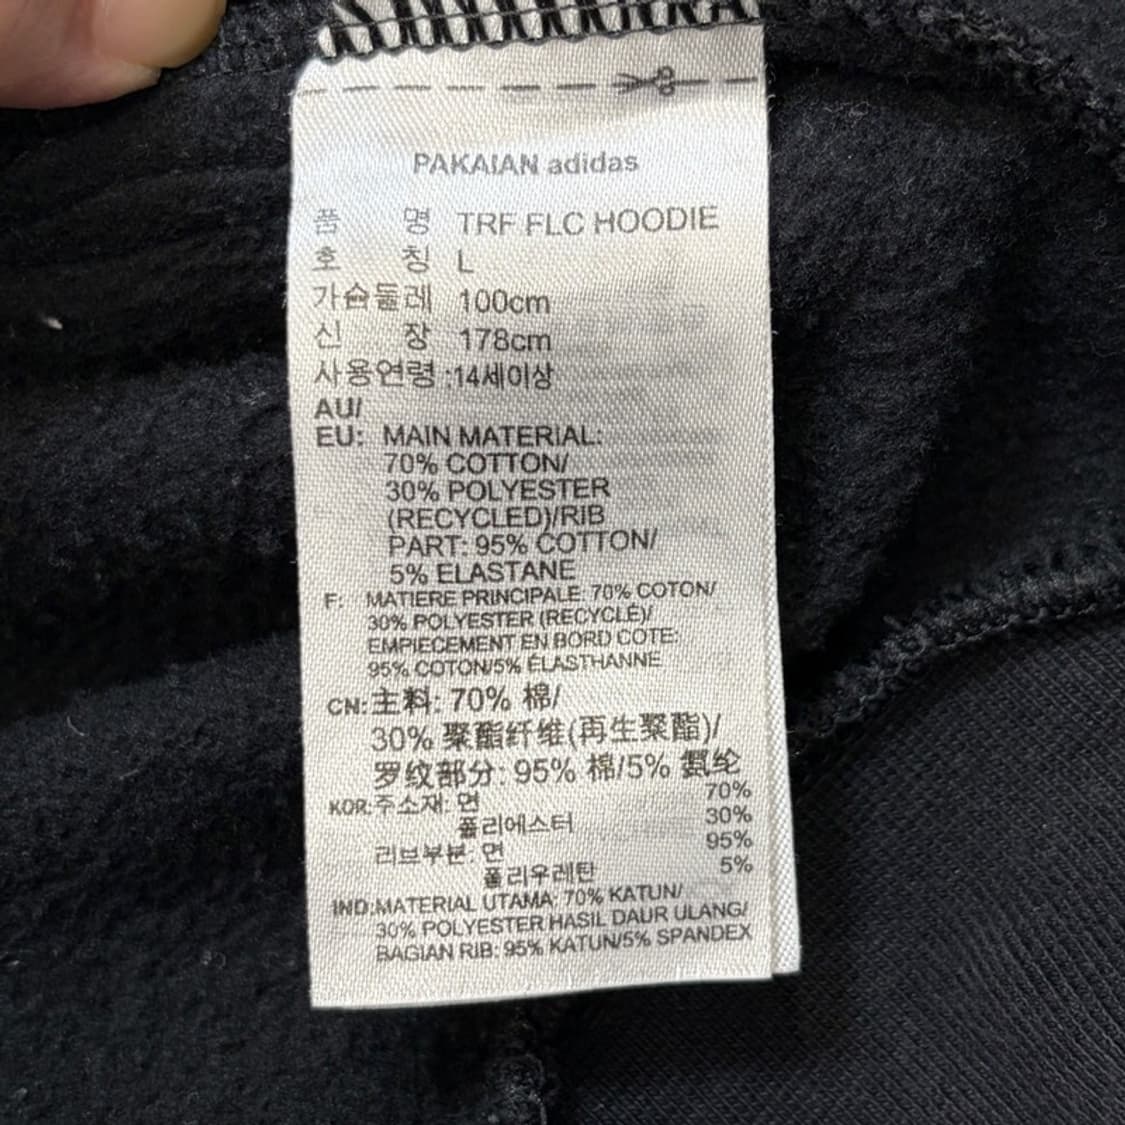 PAKAIAN adidas
품 명 TRF FLC HOODIE
호 칭 L
가슴둘레 100cm
신 장 178cm
사용연령 :14세이상
AU/
EU: MAIN MATERIAL:
70% COTTON/
30% POLYESTER
(RECYCLED)/RIB
PART: 95% COTTON/
5% ELASTANE
F: MATIERE PRINCIPALE: 70% COTON/
30% POLYESTER (RECYCLÉ)/
EMPIECEMENT EN BORD COTE:
95% COTON/5% ÉLASTHANNE
CN: 主料: 70% 棉/
30% 聚酯纤维(再生聚酯)/
罗纹部分: 95% 棉/5% 氨纶
KOR: 주소재: 면 70%
폴리에스터 30%
리브부분: 면 95%
폴리우레탄 5%
IND: MATERIAL UTAMA: 70% KATUN/
30% POLYESTER HASIL DAUR ULANG/
BAGIAN RIB: 95% KATUN/5% SPANDEX